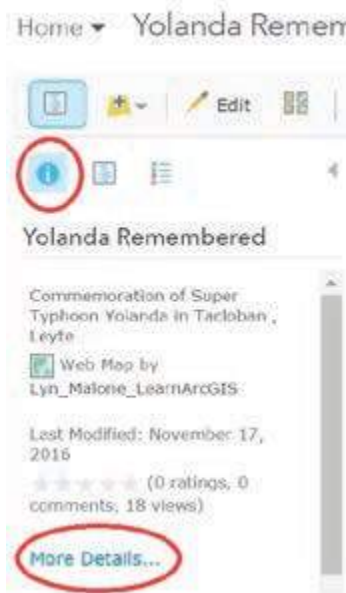 Home Yolanda Remem
Edit
Yolanda Remembered
Commemoration of Super
Typhoon Yolanda in Tacloban ,
Leyte
Web Map by
Lyn_Malone_LearnArcGIS
Last Modified: November 17,
2016
(0 ratings, 0
comments, 18 views)
More Details...